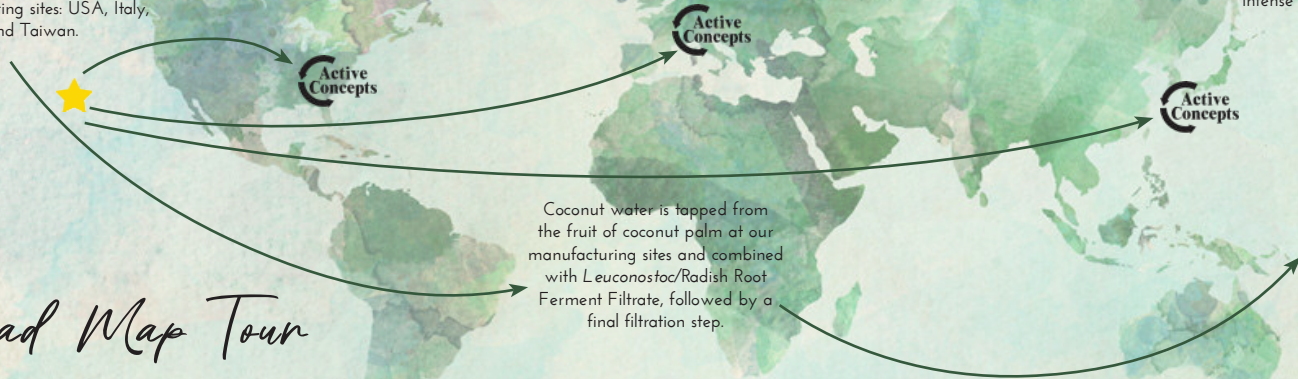 ring sites: USA, Italy,
nd Taiwan.
intense
Active
Concepts
Active
Concepts
Active
Concepts
Coconut water is tapped from
the fruit of coconut palm at our
manufacturing sites and combined
with Leuconostoc/Radish Root
Ferment Filtrate, followed by a
final filtration step.
ad Map Tour